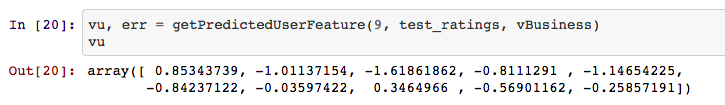 In [20]: vu, err = getPredictedUserFeature(9, test_ratings, vBusiness)
vu
Out[20]: array([ 0.85343739, -1.01137154, -1.61861862, -0.8111291 , -1.14654225,
-0.84237122, -0.03597422,  0.3464966 , -0.56901162, -0.25857191])